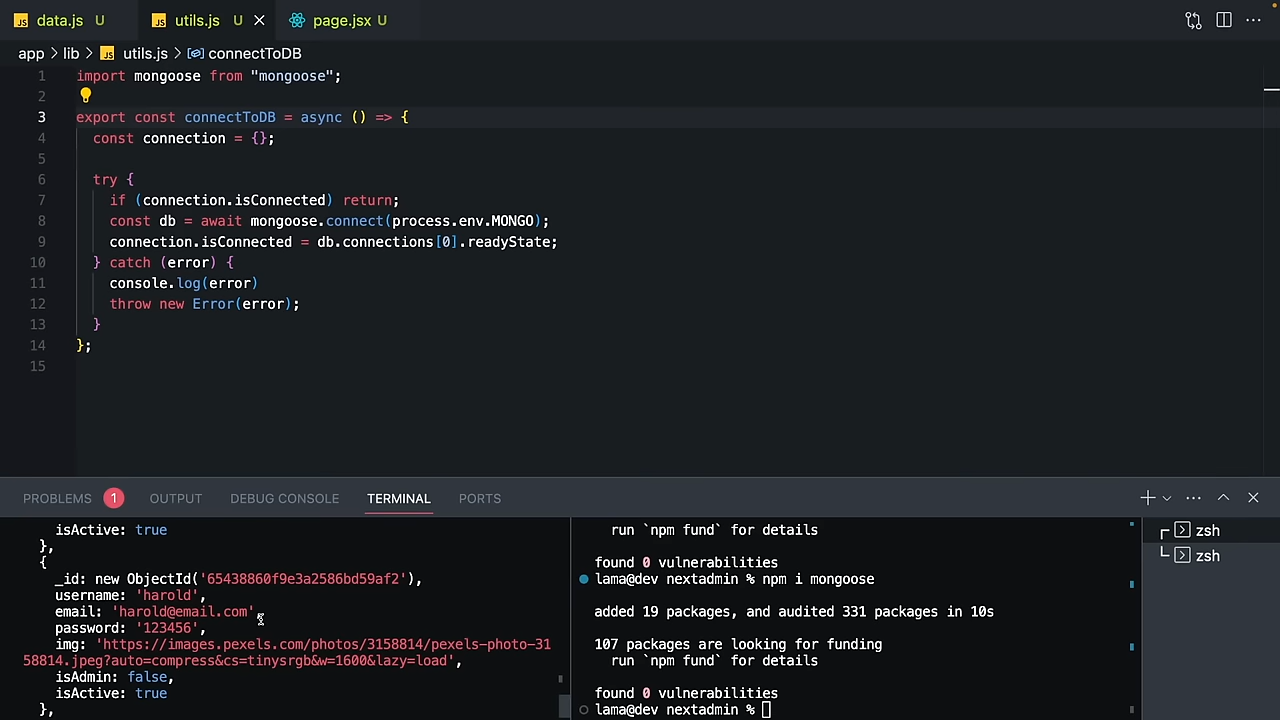 JS data.js U JS utils.js U page.jsx U
app lib JS utils.js connectToDB
1 import mongoose from "mongoose";
2
3 export const connectToDB = async () => {
4 const connection = {};
5
6 try {
7 if (connection.isConnected) return;
8 const db = await mongoose.connect(process.env.MONGO);
9 connection.isConnected = db.connections[0].readyState;
10 } catch (error) {
11 console.log(error)
12 throw new Error(error);
13 }
14 };
15
PROBLEMS 1 OUTPUT DEBUG CONSOLE TERMINAL PORTS
isActive: true
},
{
_id: new ObjectId('65438860f9e3a2586bd59af2'),
username: 'harold',
email: 'harold@email.com'
password: '123456',
img: 'https://images.pexels.com/photos/3158814/pexels-photo-31
58814.jpeg?auto=compress&cs=tinysrgb&w=1600&lazy=load',
isAdmin: false,
isActive: true
},
run `npm fund` for details
found 0 vulnerabilities
lama@dev nextadmin % npm i mongoose
added 19 packages, and audited 331 packages in 10s
107 packages are looking for funding
run `npm fund` for details
found 0 vulnerabilities
lama@dev nextadmin %
zsh
zsh